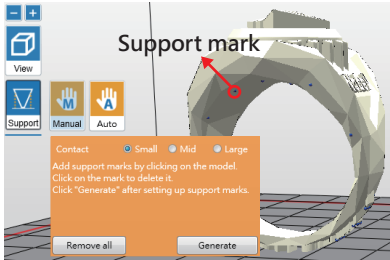 Support mark
View
Support
M
A
Manual
Auto
Contact
Small
Mid
Large
Add support marks by clicking on the model.
Click on the mark to delete it.
Click "Generate" after setting up support marks.
Remove all
Generate